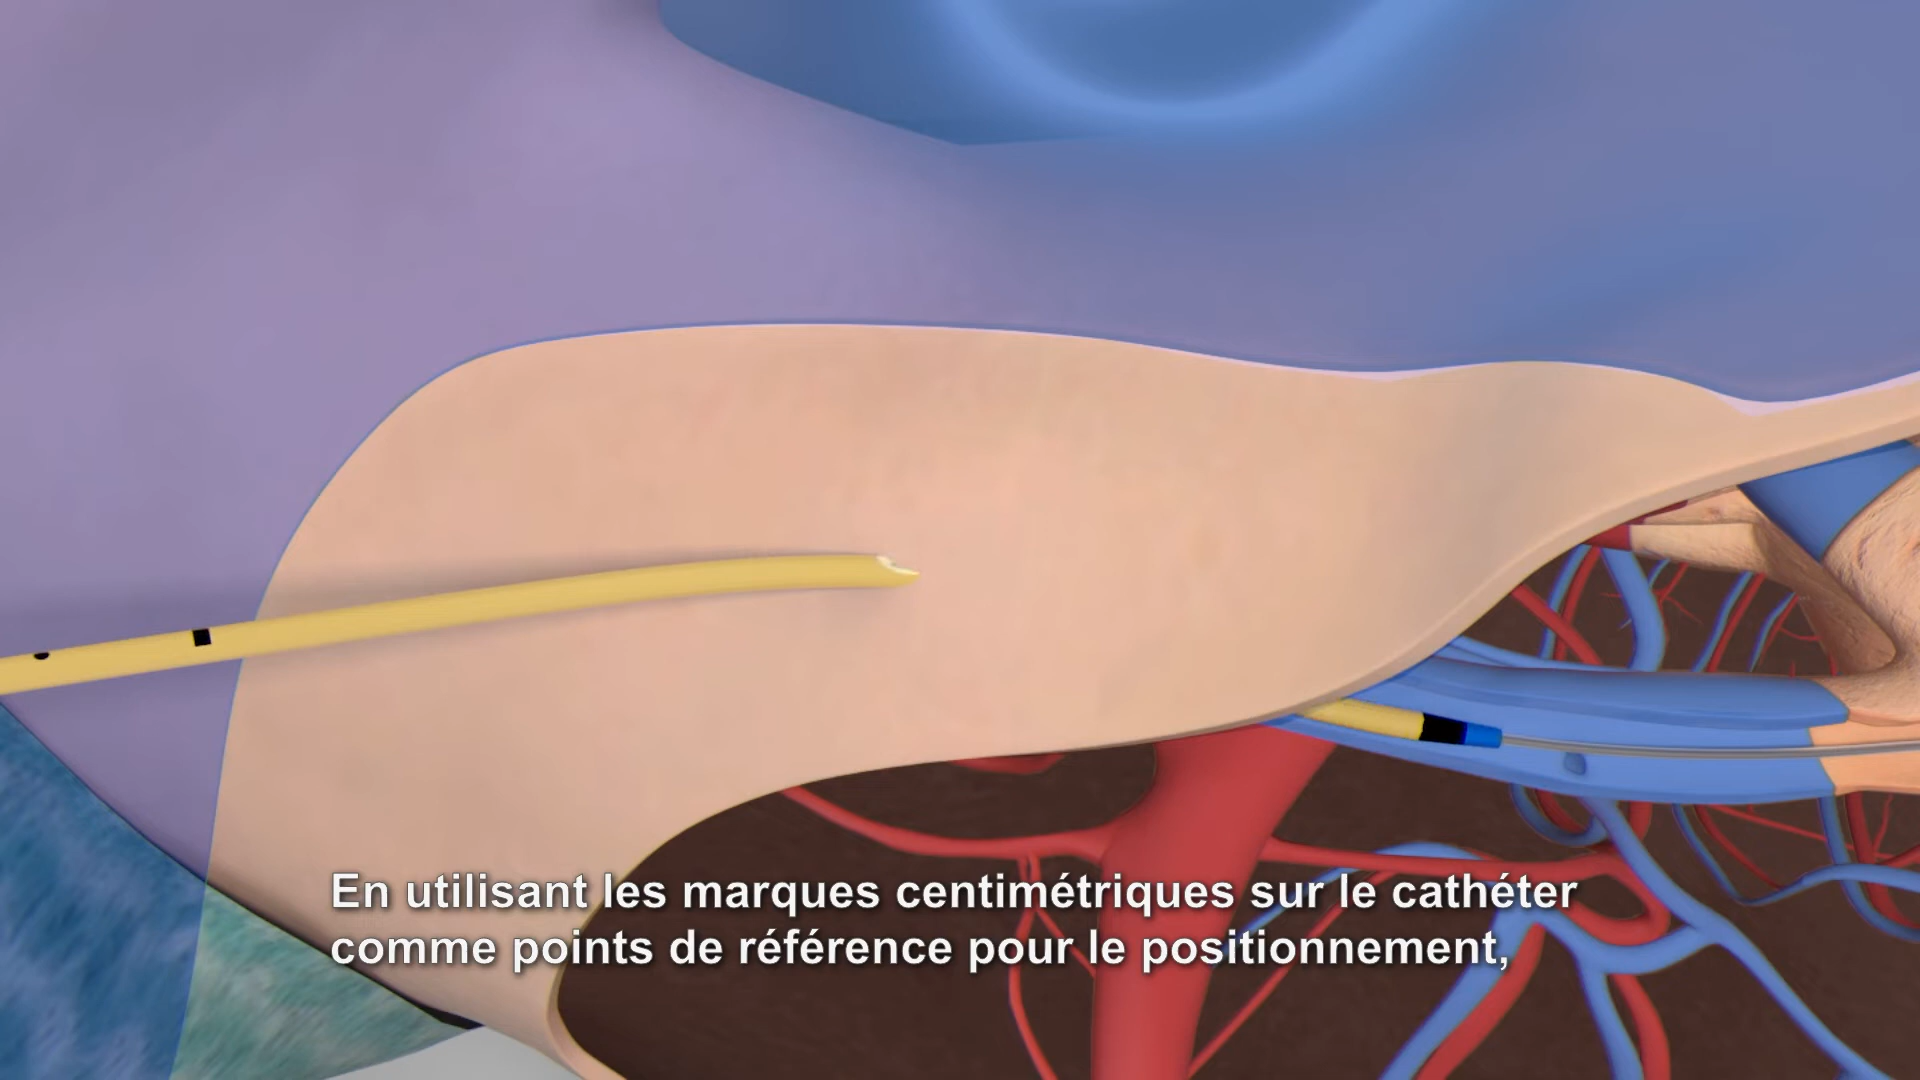 En utilisant les marques centimétriques sur le cathéter
comme points de référence pour le positionnement,